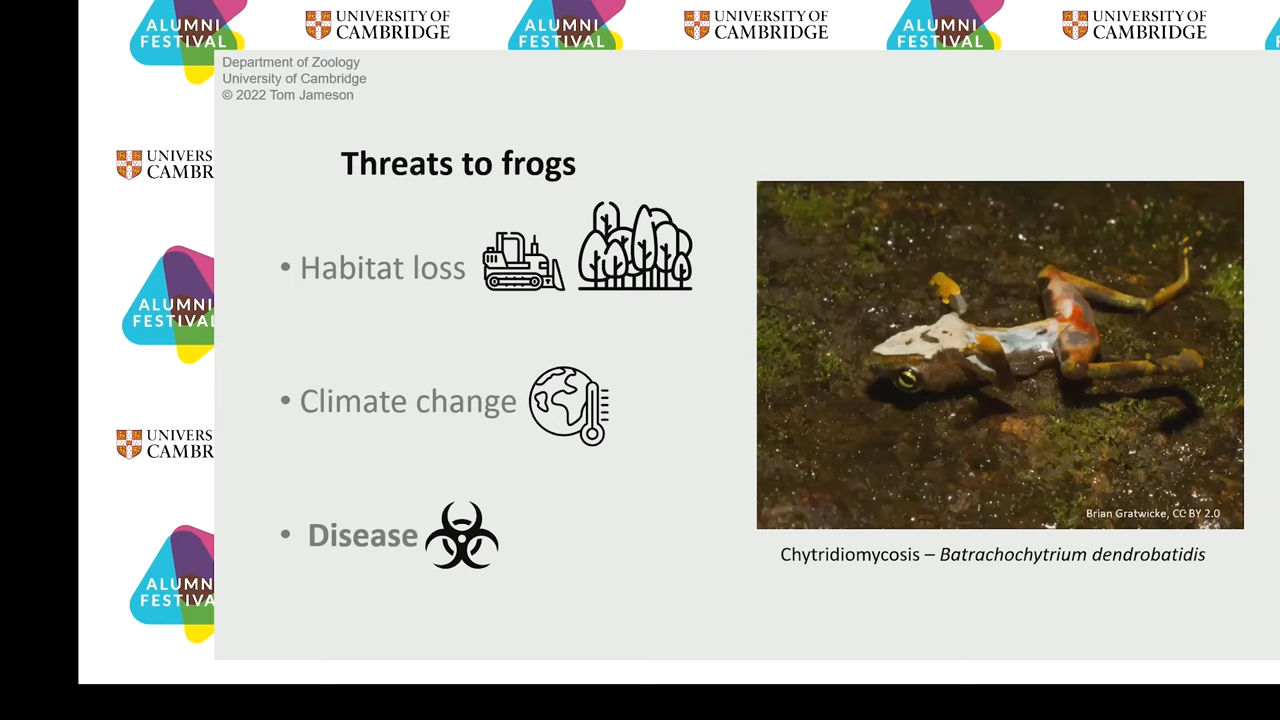 ALUMNI
FESTIVAL
UNIVERSITY OF
CAMBRIDGE
ALUMNI
FESTIVAL
UNIVERSITY OF
CAMBRIDGE
ALUMNI
FESTIVAL
UNIVERSITY OF
CAMBRIDGE
Department of Zoology
University of Cambridge
© 2022 Tom Jameson
UNIVERS
CAMBR
Threats to frogs
• Habitat loss
ALUMNI
FESTIVAL
• Climate change
UNIVERS
CAMBR
Brian Gratwicke, CC BY 2.0
• Disease
Chytridiomycosis – Batrachochytrium dendrobatidis
ALUMN
FESTIVA